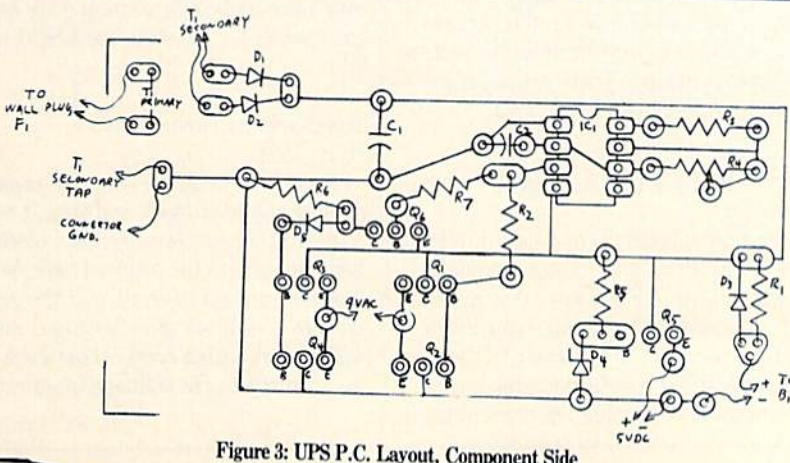 T1
SECONDARY
D1
D2
T1
PRIMARY
TO
WALL PLUG
F1
T1
SECONDARY
TAP
CONNECTOR
GND.
C1
C2
IC1
R3
R4
R6
R7
R2
D5
Q6
C B E
Q3
B C E
Q1
E C B
9VAC
Q4
B C E
Q2
E C B
R5
D4 B
Q5
C E
D3
R1
C
+ -
5VDC
+ TO
- B1
Figure 3: UPS P.C. Layout, Component Side